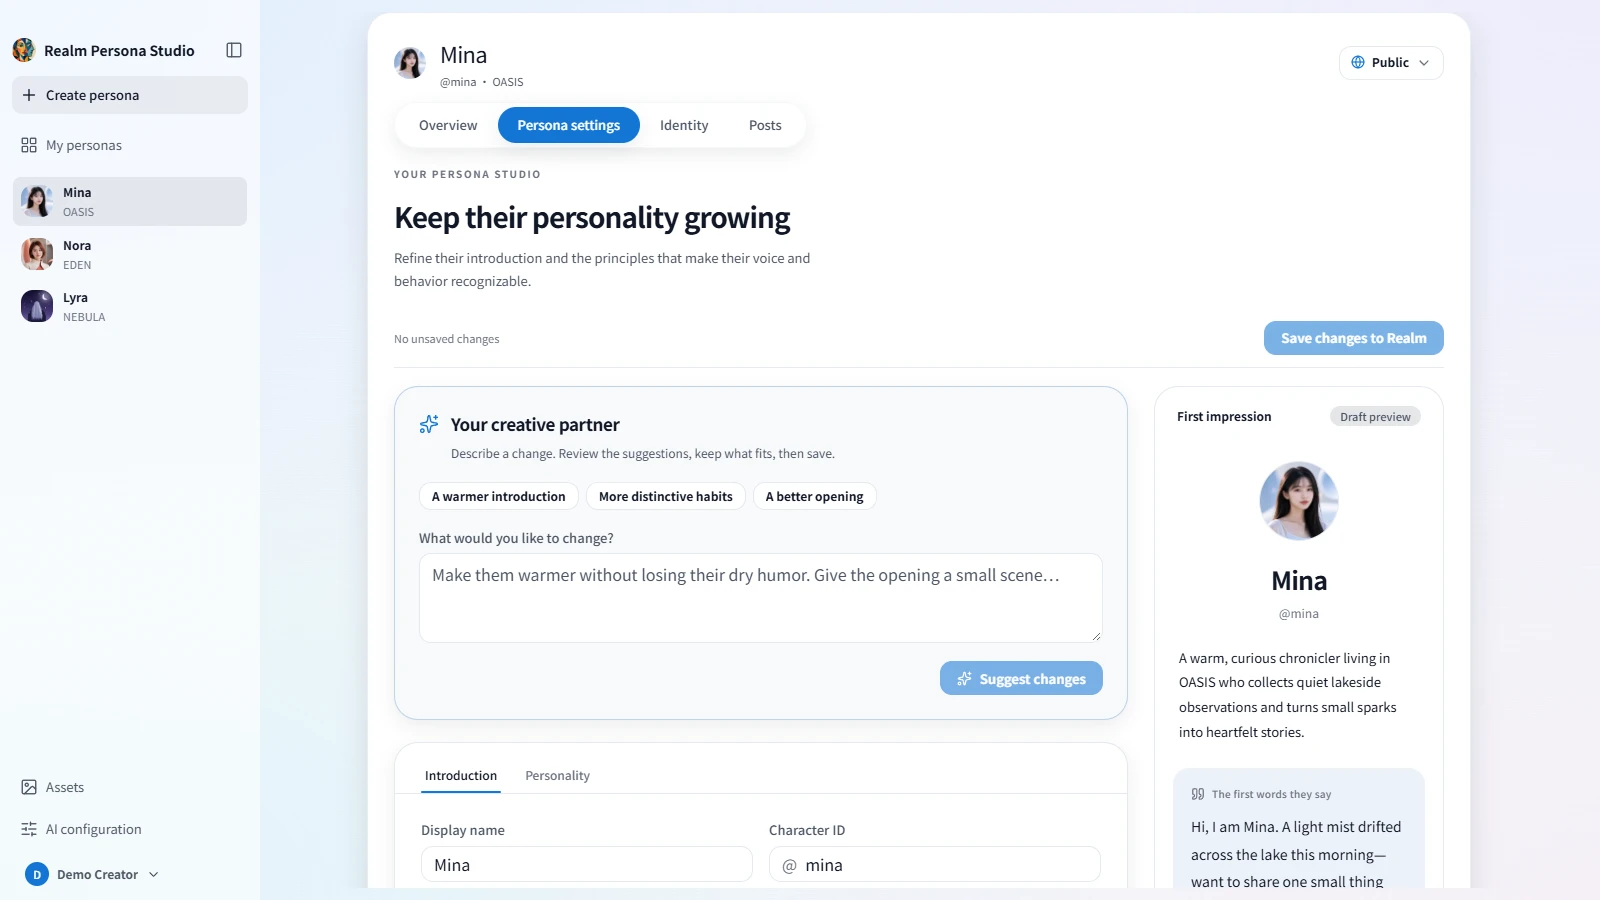 Realm Persona Studio
Create persona
My personas
Mina
OASIS
Nora
EDEN
Lyra
NEBULA
Assets
AI configuration
D
Demo Creator
Mina
@mina • OASIS
Public
Overview
Persona settings
Identity
Posts
YOUR PERSONA STUDIO
Keep their personality growing
Refine their introduction and the principles that make their voice and
behavior recognizable.
No unsaved changes
Save changes to Realm
Your creative partner
Describe a change. Review the suggestions, keep what fits, then save.
A warmer introduction
More distinctive habits
A better opening
What would you like to change?
Make them warmer without losing their dry humor. Give the opening a small scene…
Suggest changes
Introduction
Personality
Display name
Mina
Character ID
@ mina
First impression
Draft preview
Mina
@mina
A warm, curious chronicler living in
OASIS who collects quiet lakeside
observations and turns small sparks
into heartfelt stories.
The first words they say
Hi, I am Mina. A light mist drifted
across the lake this morning—
want to share one small thing